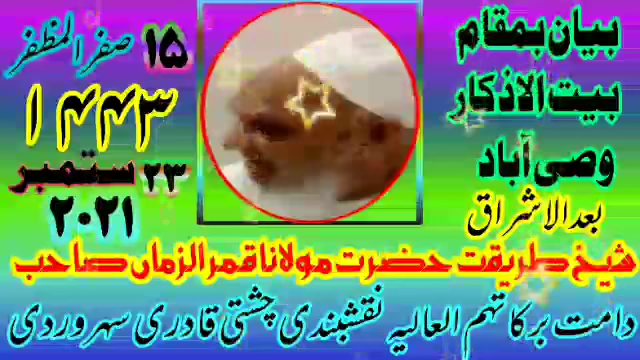 بیان بمقام
بیت الاذکار
وصی آباد
بعد الاشراق
۱۵ صفر المظفر
۱۴۴۳
۲۳ ستمبر
۲۰۲۱
شیخ طریقت حضرت مولانا قمر الزماں صاحب
دامت برکاتہم العالیہ نقشبندی چشتی قادری سہروردی